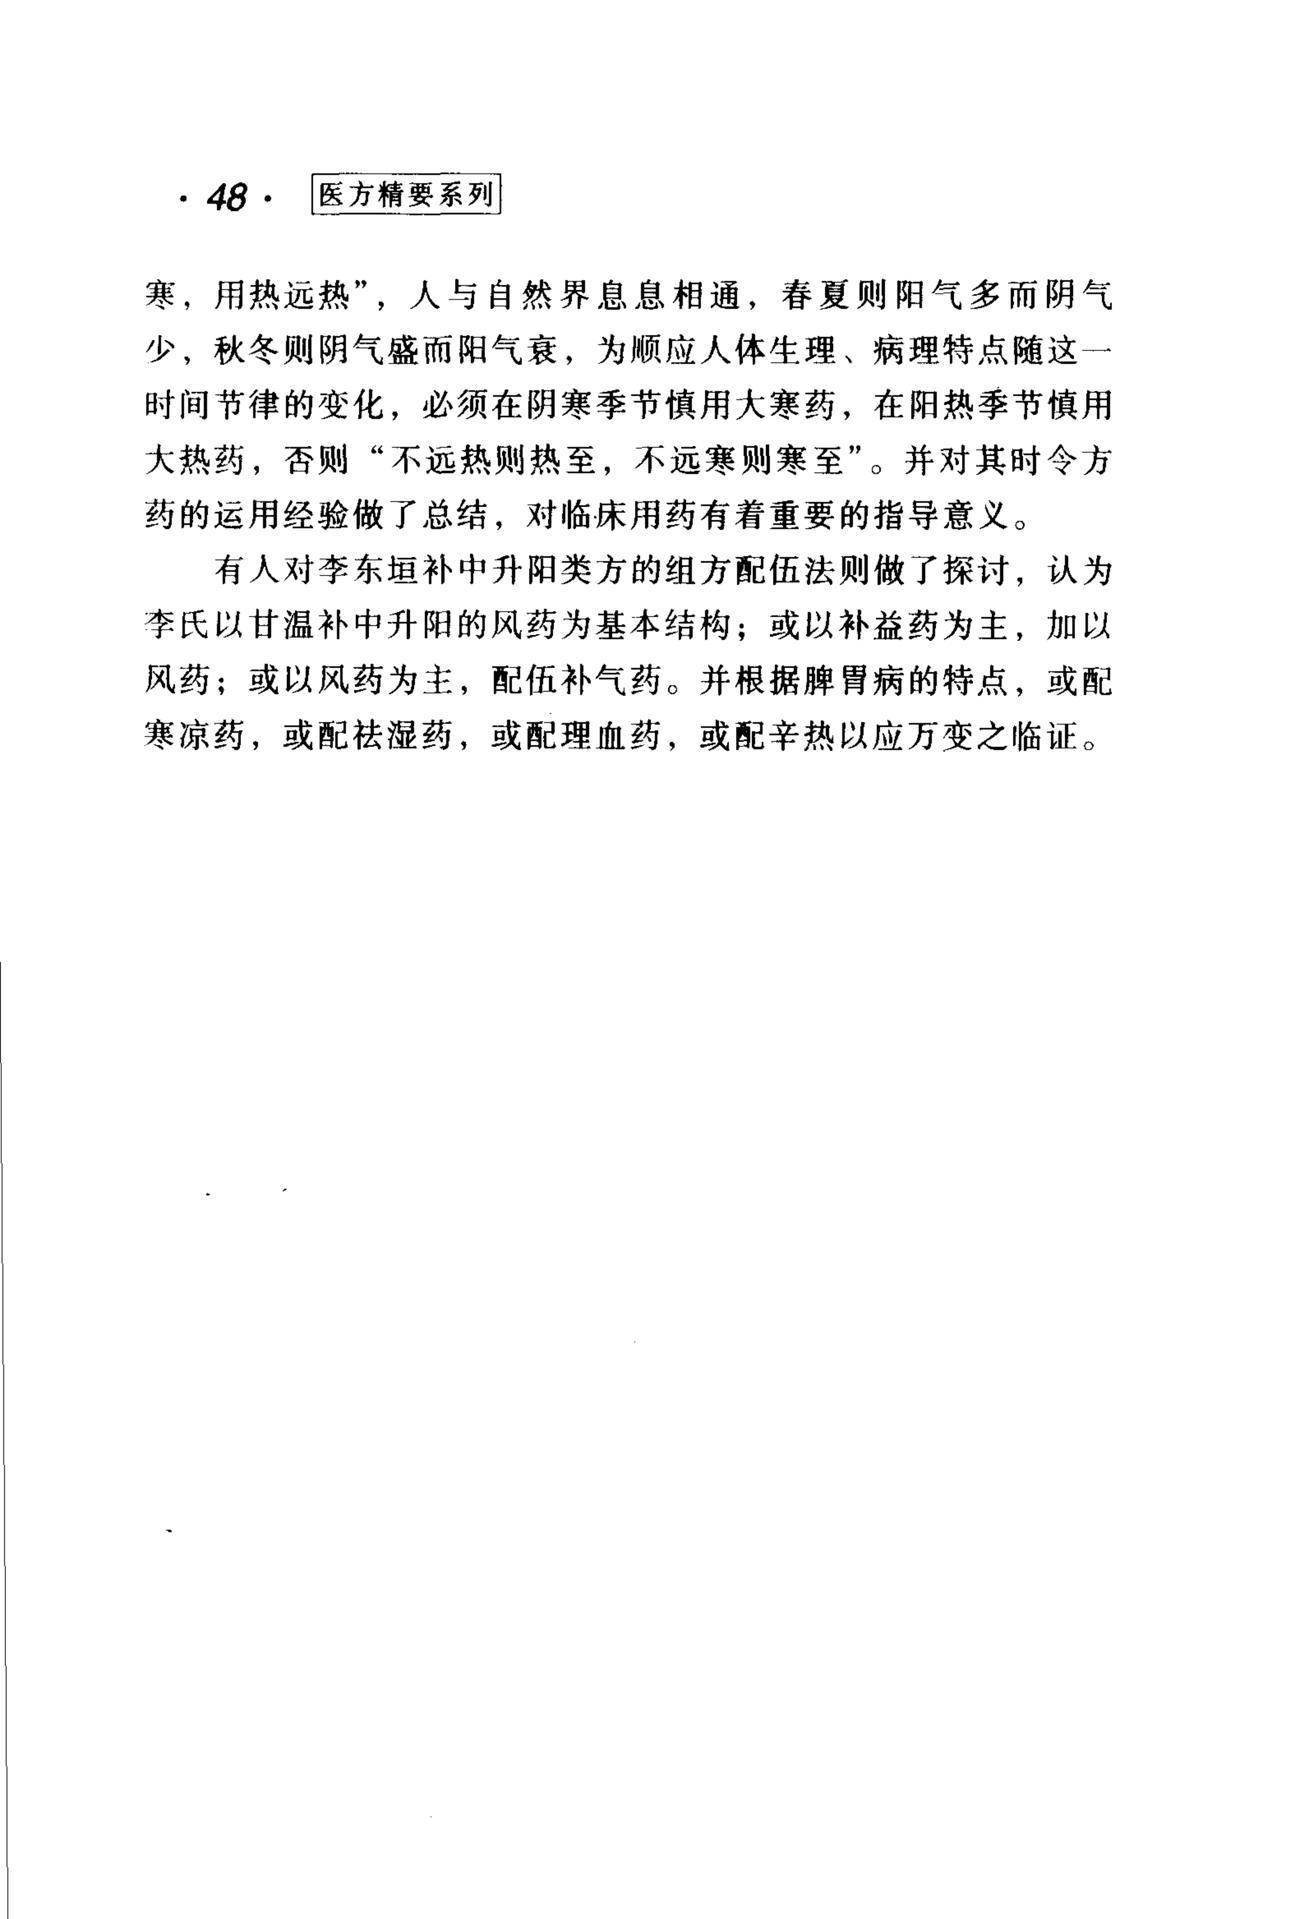 · 48 · 医方精要系列
寒，用热远热”，人与自然界息息相通，春夏则阳气多而阴气
少，秋冬则阴气盛而阳气衰，为顺应人体生理、病理特点随这一
时间节律的变化，必须在阴寒季节慎用大寒药，在阳热季节慎用
大热药，否则“不远热则热至，不远寒则寒至”。并对其时令方
药的运用经验做了总结，对临床用药有着重要的指导意义。
有人对李东垣补中升阳类方的组方配伍法则做了探讨，认为
李氏以甘温补中升阳的风药为基本结构；或以补益药为主，加以
风药；或以风药为主，配伍补气药。并根据脾胃病的特点，或配
寒凉药，或配祛湿药，或配理血药，或配辛热以应万变之临证。